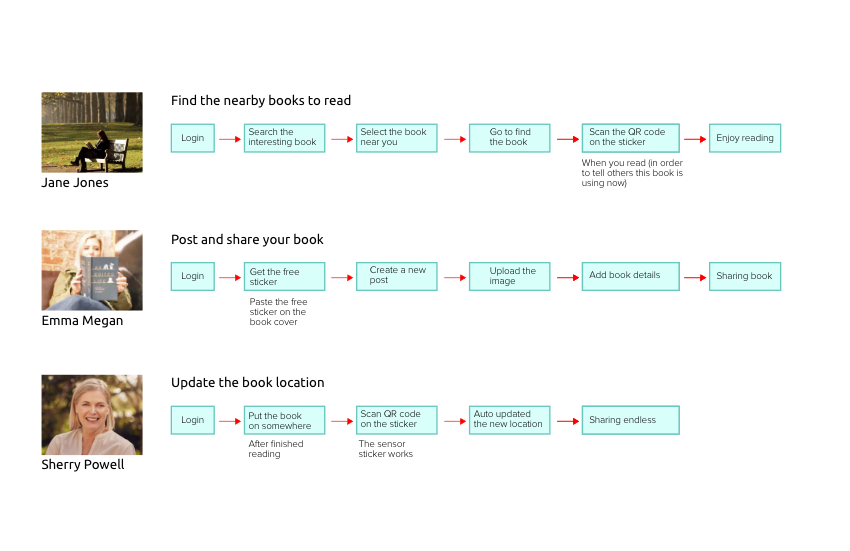 Find the nearby books to read
Login
Search the
interesting book
Select the book
near you
Go to find
the book
Scan the QR code
on the sticker
Enjoy reading
When you read (in order
to tell others this book is
using now)
Jane Jones
Post and share your book
Login
Get the free
sticker
Create a new
post
Upload the
image
Add book details
Sharing book
Paste the free
sticker on the
book cover
Emma Megan
Update the book location
Login
Put the book
on somewhere
Scan QR code
on the sticker
Auto updated
the new location
Sharing endless
After finished
reading
The sensor
sticker works
Sherry Powell